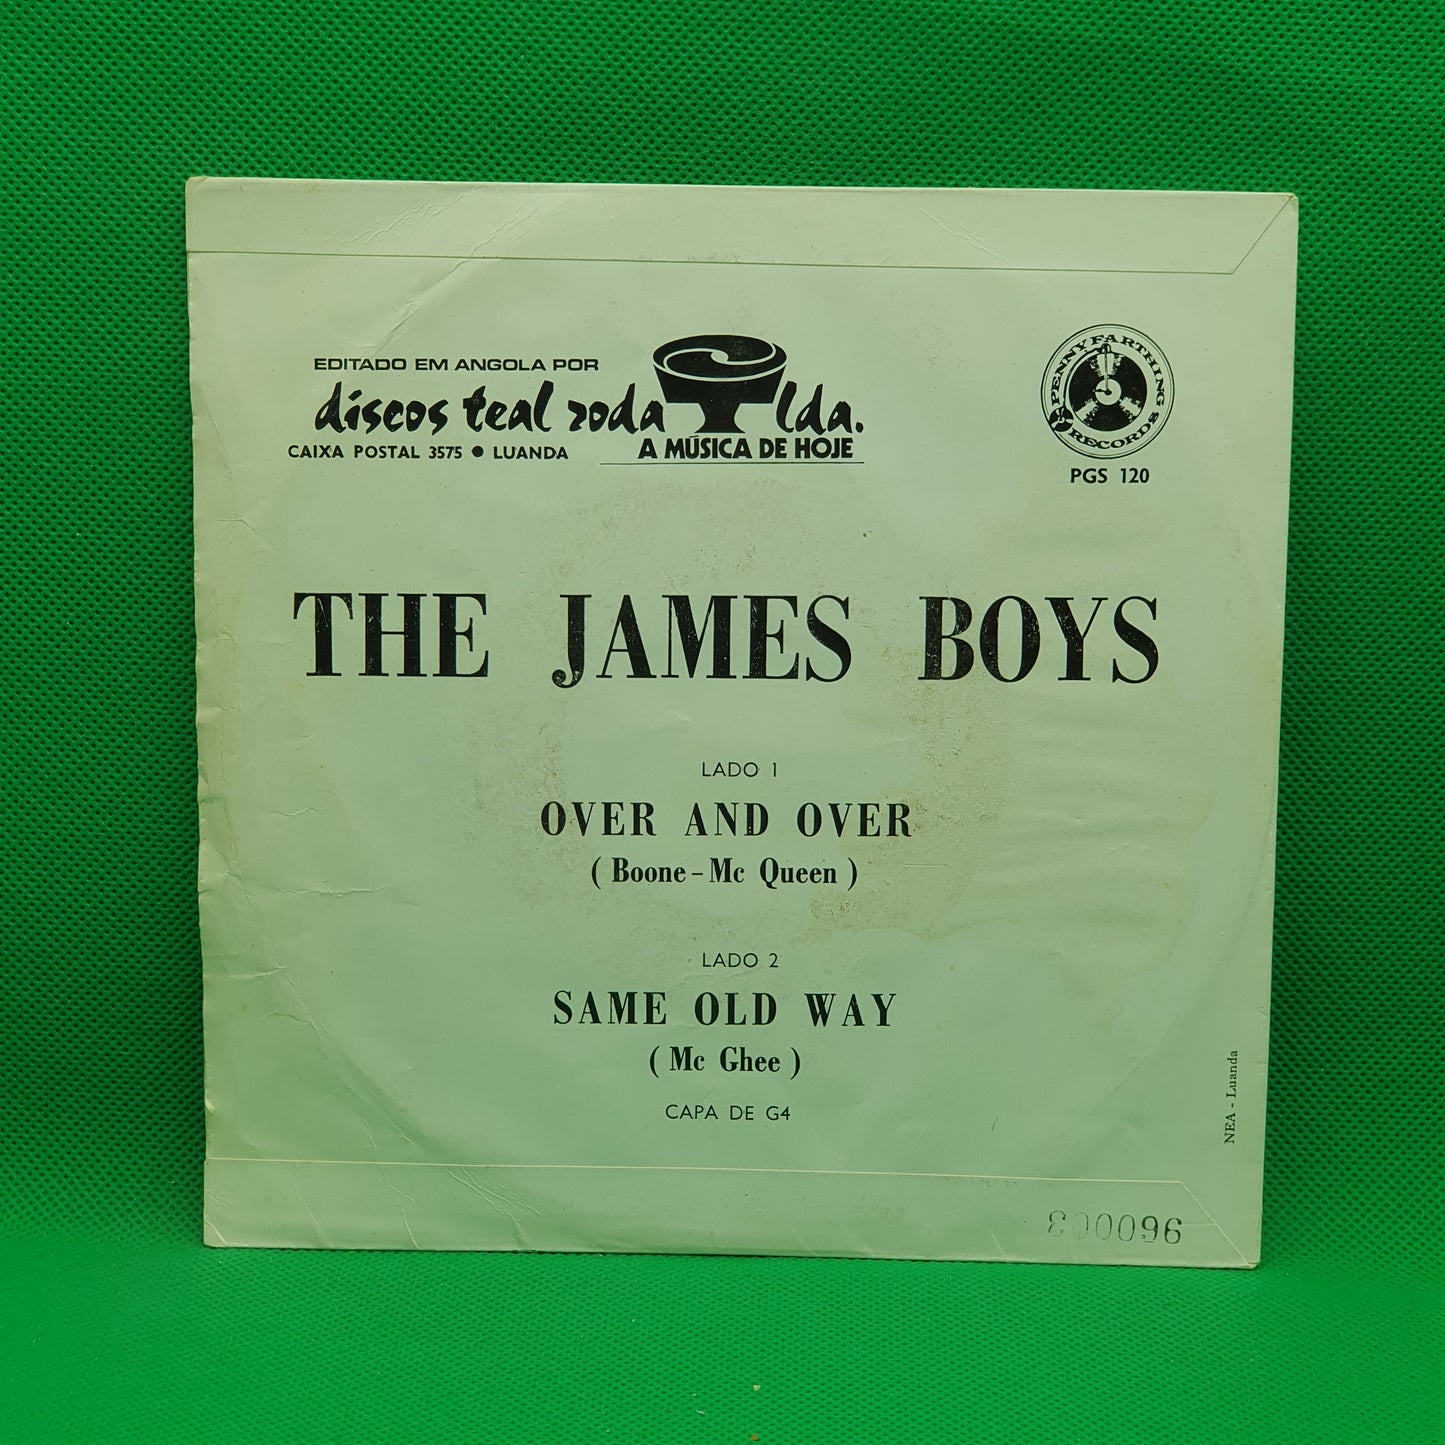 EDITADO EM ANGOLA POR
discos teal roda lda.
CAIXA POSTAL 3575 ● LUANDA
A MÚSICA DE HOJE
PENNY FARTHING
RECORDS
PGS 120
THE JAMES BOYS
LADO 1
OVER AND OVER
( Boone - Mc Queen )
LADO 2
SAME OLD WAY
( Mc Ghee )
CAPA DE G4
NEA - Luanda